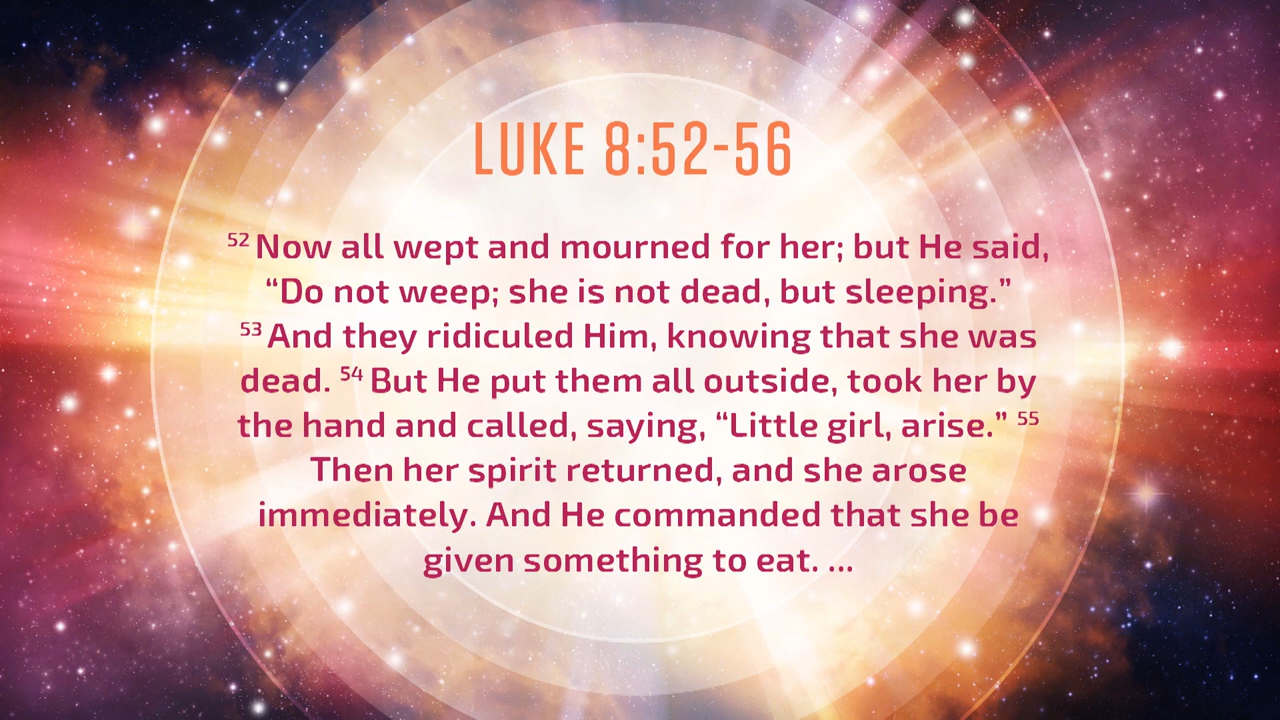 LUKE 8:52-56
52 Now all wept and mourned for her; but He said,
“Do not weep; she is not dead, but sleeping.”
53 And they ridiculed Him, knowing that she was
dead. 54 But He put them all outside, took her by
the hand and called, saying, “Little girl, arise.” 55
Then her spirit returned, and she arose
immediately. And He commanded that she be
given something to eat. ...